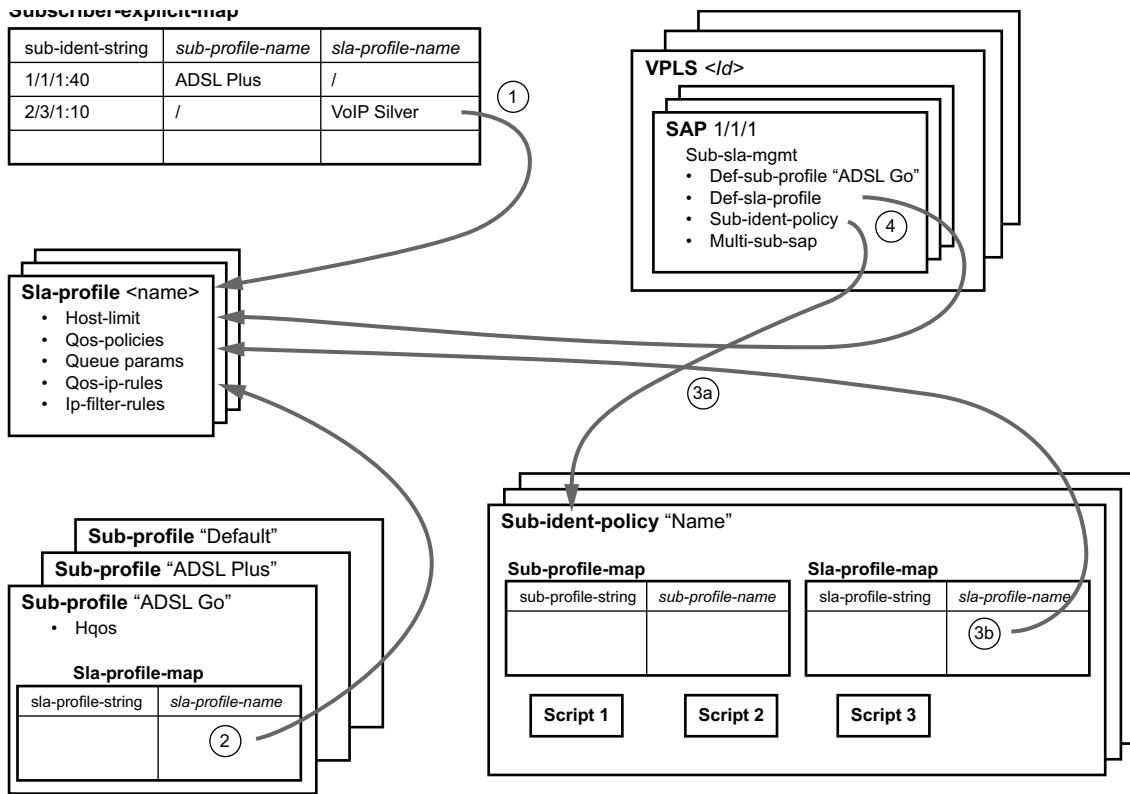 Subscriber-explicit-map
sub-ident-string sub-profile-name sla-profile-name
1/1/1:40 ADSL Plus /
2/3/1:10 / VoIP Silver
1
VPLS <Id>
SAP 1/1/1
Sub-sla-mgmt
• Def-sub-profile “ADSL Go”
• Def-sla-profile
• Sub-ident-policy
• Multi-sub-sap
4
Sla-profile <name>
• Host-limit
• Qos-policies
• Queue params
• Qos-ip-rules
• Ip-filter-rules
3a
Sub-profile “Default”
Sub-profile “ADSL Plus”
Sub-profile “ADSL Go”
• Hqos
Sla-profile-map
sla-profile-string sla-profile-name
2
Sub-ident-policy “Name”
Sub-profile-map
sub-profile-string sub-profile-name
Sla-profile-map
sla-profile-string sla-profile-name
3b
Script 1
Script 2
Script 3